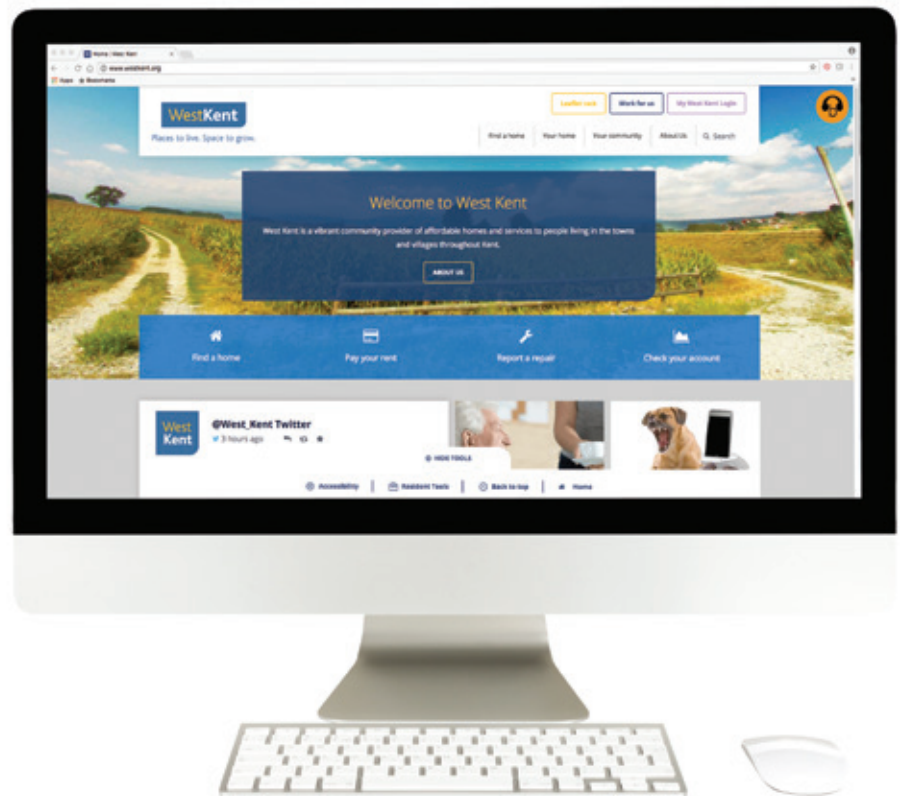 Home | West Kent
www.westkent.org
Apps Bookmarks
WestKent
Places to live. Space to grow.
Leaflet rack
Work for us
My West Kent Login
Find a home
Your home
Your community
About Us
Search
Welcome to West Kent
West Kent is a vibrant community provider of affordable homes and services to people living in the towns
and villages throughout Kent.
ABOUT US
Find a home
Pay your rent
Report a repair
Check your account
West
Kent
@West_Kent Twitter
3 hours ago
HIDE TOOLS
Accessibility
Resident Tools
Back to top
Home